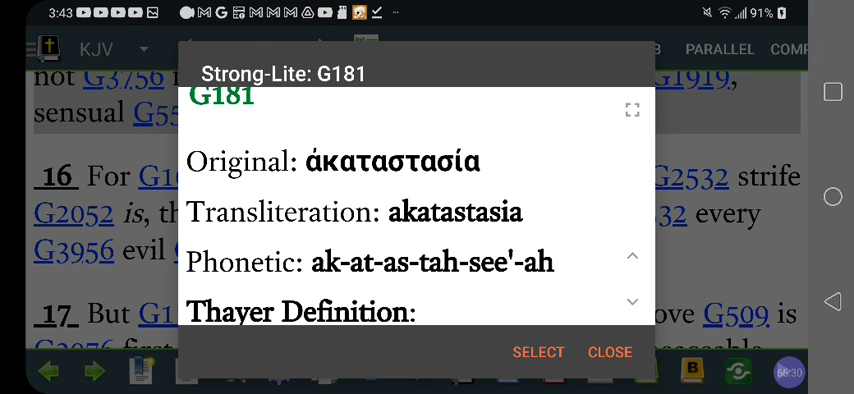 3:43 91%
KJV PARALLEL
Strong-Lite: G181
G181
not G3756 G1919,
sensual
Original: ἀκαταστασία
16 For G2532 strife
Transliteration: akatastasia
G2052 is, every
Phonetic: ak-at-as-tah-see'-ah
G3956 evil
Thayer Definition:
17 But G509 is
SELECT CLOSE
B
66:30